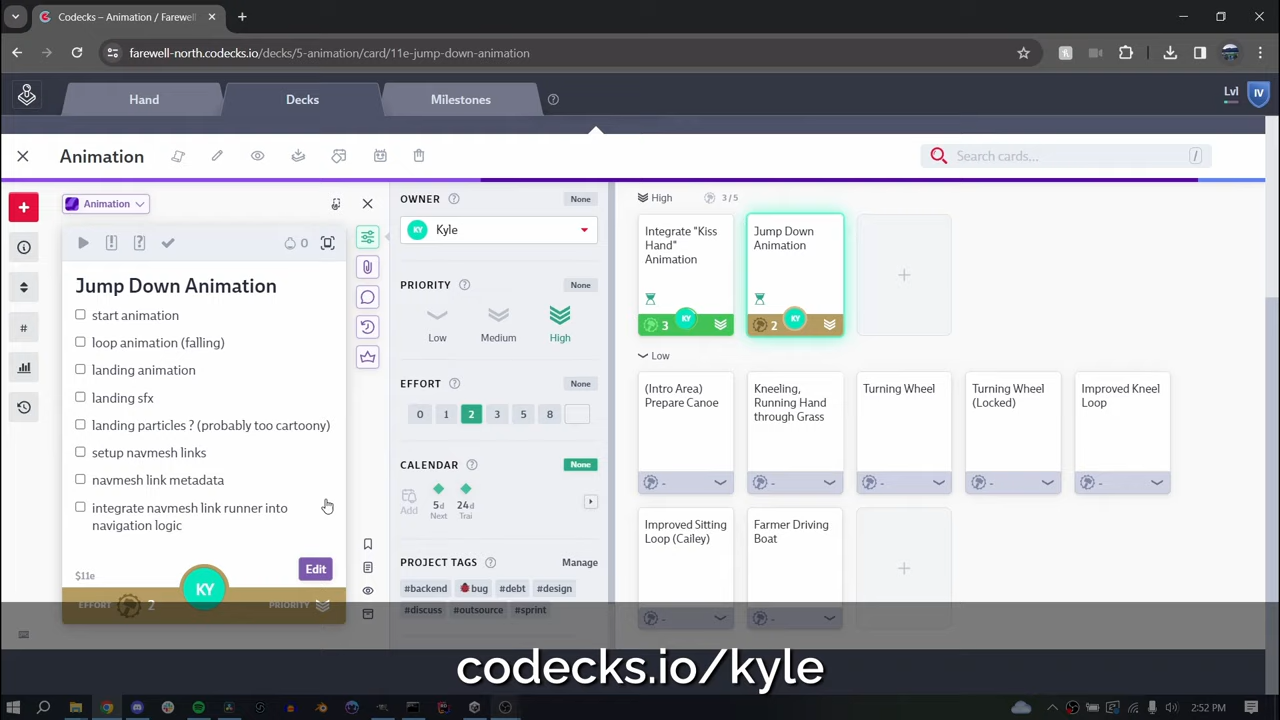 Codecks – Animation / Farewell
farewell-north.codecks.io/decks/5-animation/card/11e-jump-down-animation
Hand
Decks
Milestones
Lvl
IV
Animation
Search cards...
/
Animation
0
Jump Down Animation
start animation
loop animation (falling)
landing animation
landing sfx
landing particles ? (probably too cartoony)
setup navmesh links
navmesh link metadata
integrate navmesh link runner into
navigation logic
$11e
Edit
KY
EFFORT
2
PRIORITY
OWNER
None
KY
Kyle
PRIORITY
None
Low
Medium
High
EFFORT
None
0
1
2
3
5
8
CALENDAR
None
Add
5d
Next
24d
Trai
PROJECT TAGS
Manage
#backend
bug
#debt
#design
#discuss
#outsource
#sprint
High
3 / 5
Integrate "Kiss
Hand"
Animation
3
KY
Jump Down
Animation
2
KY
Low
(Intro Area)
Prepare Canoe
-
Kneeling,
Running Hand
through Grass
-
Turning Wheel
-
Turning Wheel
(Locked)
-
Improved Kneel
Loop
-
Improved Sitting
Loop (Cailey)
-
Farmer Driving
Boat
-
codecks.io/kyle
2:52 PM